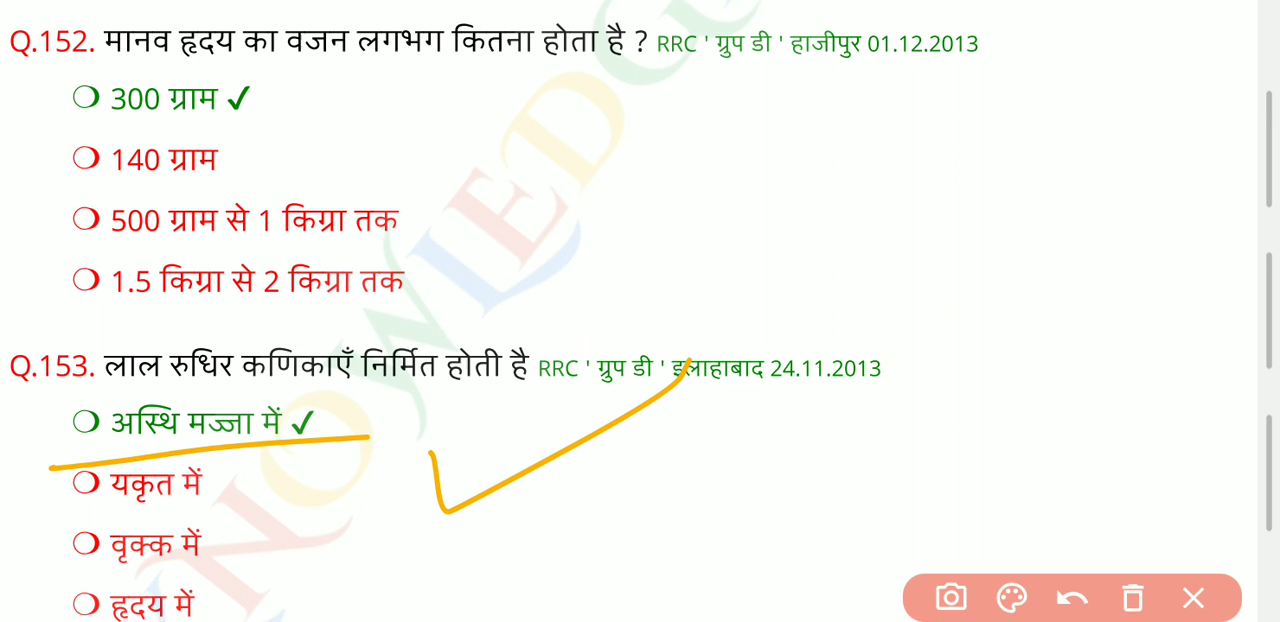 Q.152. मानव हृदय का वजन लगभग कितना होता है ? RRC ' ग्रुप डी ' हाजीपुर 01.12.2013
❍ 300 ग्राम ✓
❍ 140 ग्राम
❍ 500 ग्राम से 1 किग्रा तक
❍ 1.5 किग्रा से 2 किग्रा तक
Q.153. लाल रुधिर कणिकाएँ निर्मित होती है RRC ' ग्रुप डी ' इलाहाबाद 24.11.2013
❍ अस्थि मज्जा में ✓
❍ यकृत में
❍ वृक्क में
❍ हृदय में